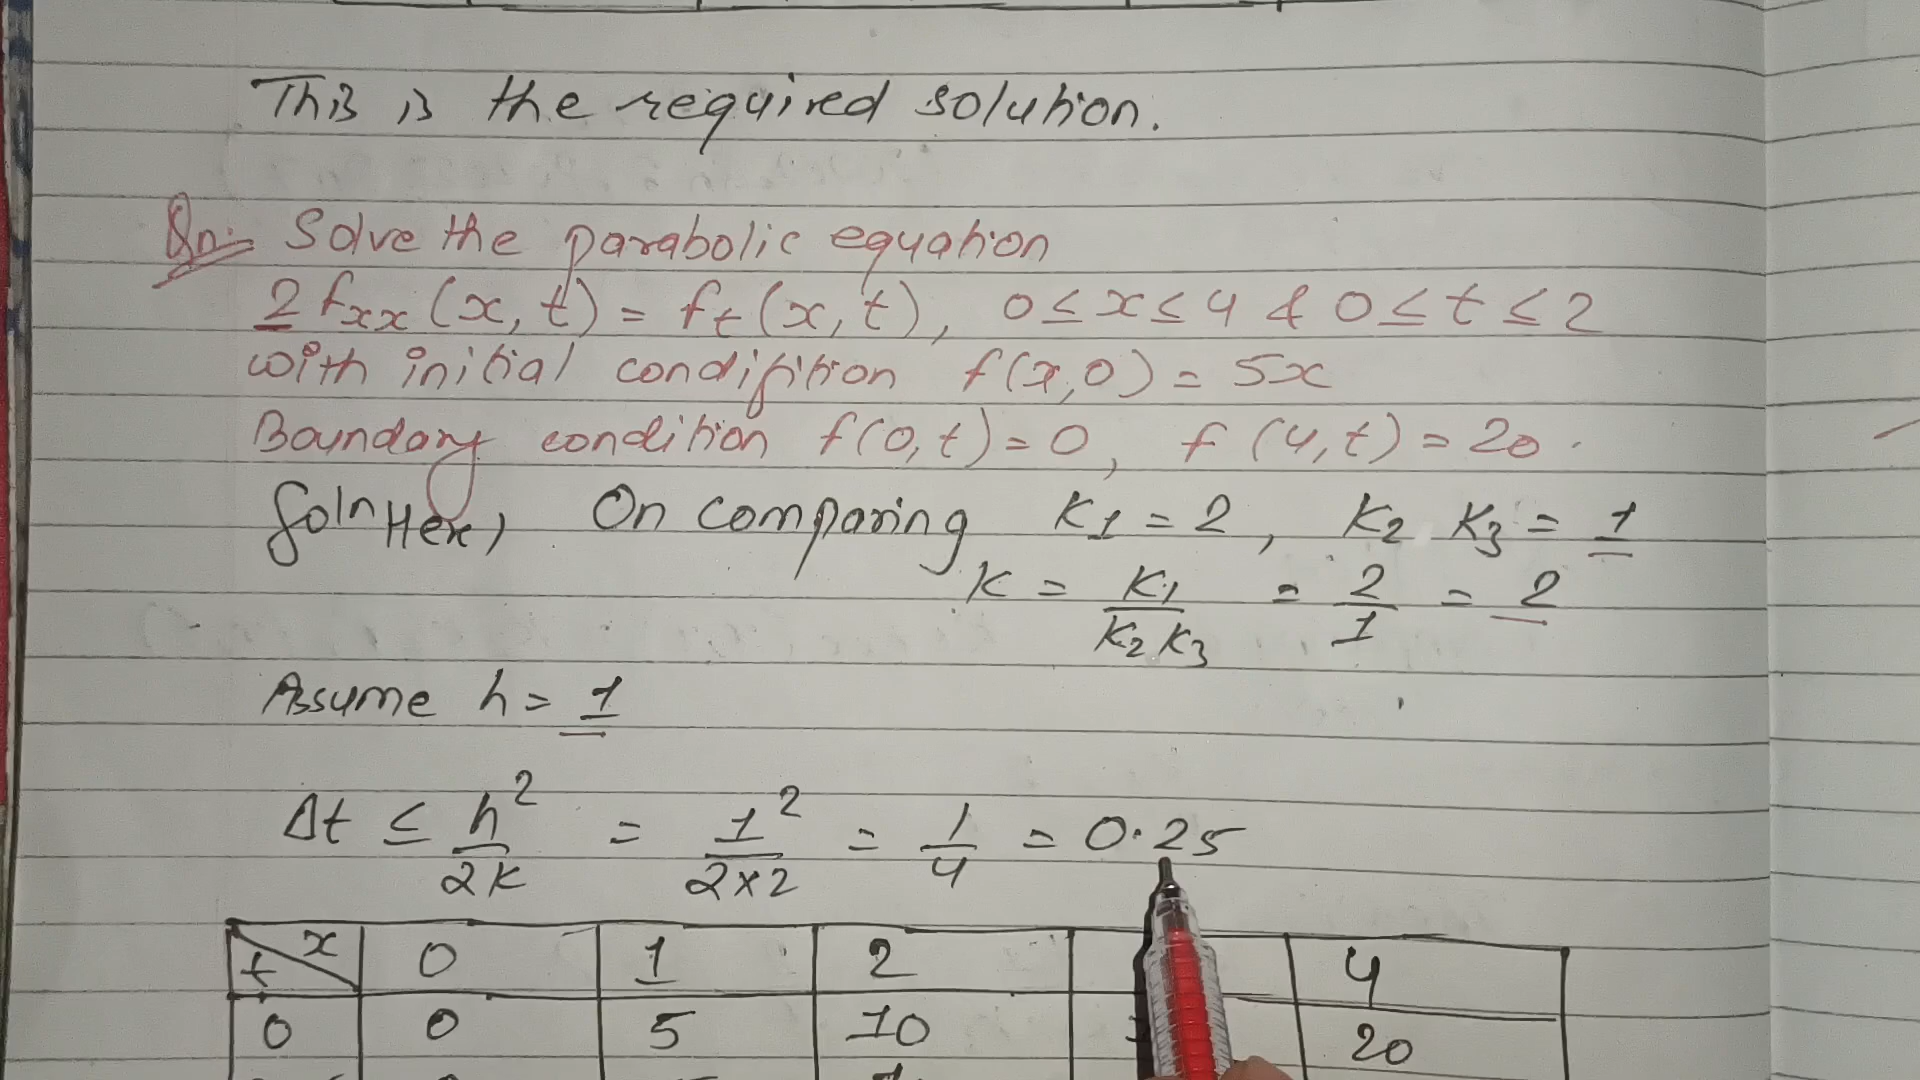 This is the required solution.
Qn:- Solve the parabolic equation
2 fxx (x, t) = ft (x, t), 0 ≤ x ≤ 4 & 0 ≤ t ≤ 2
with initial condifition f(x,0) = 5x
Boundary condition f(0,t) = 0, f (4,t) = 20.
Soln Here, On comparing K1 = 2, K2 K3 = 1
K = K1/K2 K3 = 2/1 = 2
Assume h = 1
Δt ≤ h²/2K = 1²/2×2 = 1/4 = 0.25
t x 0 1 2 4
0 0 5 10 20